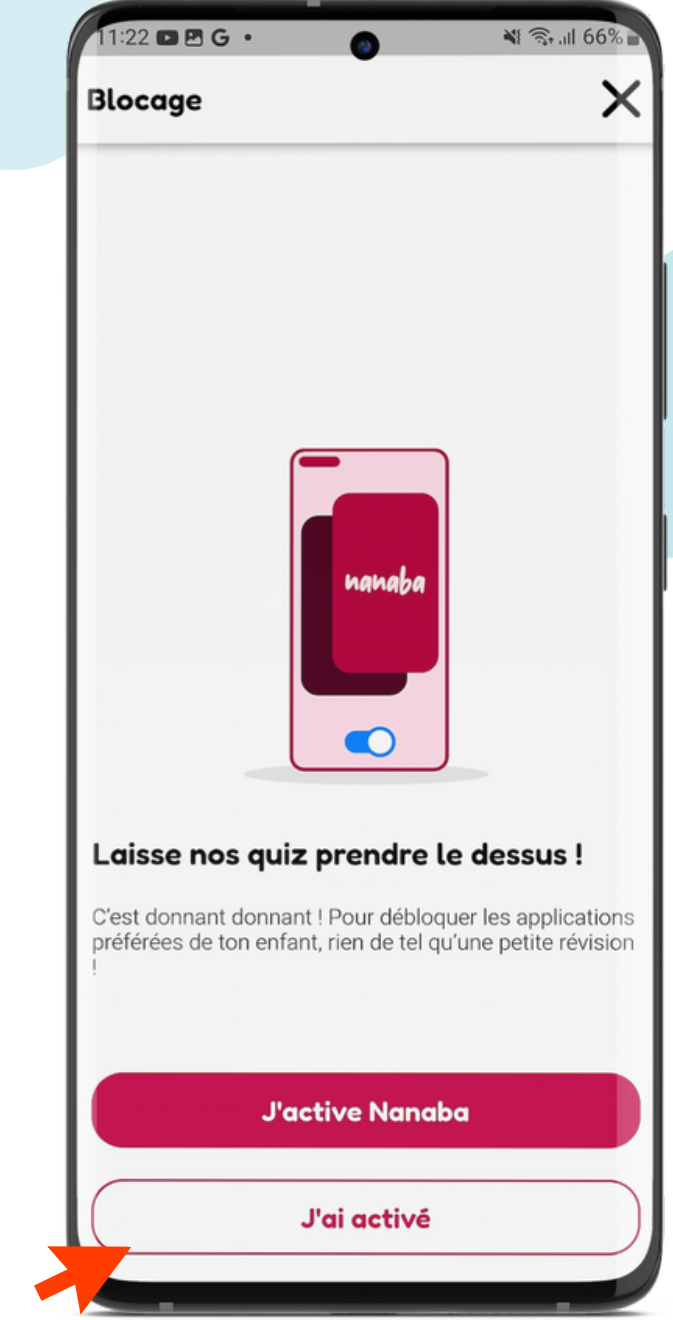 11:22 G • 66%
Blocage
nanaba
Laisse nos quiz prendre le dessus !
C'est donnant donnant ! Pour débloquer les applications
préférées de ton enfant, rien de tel qu'une petite révision
!
J'active Nanaba
J'ai activé